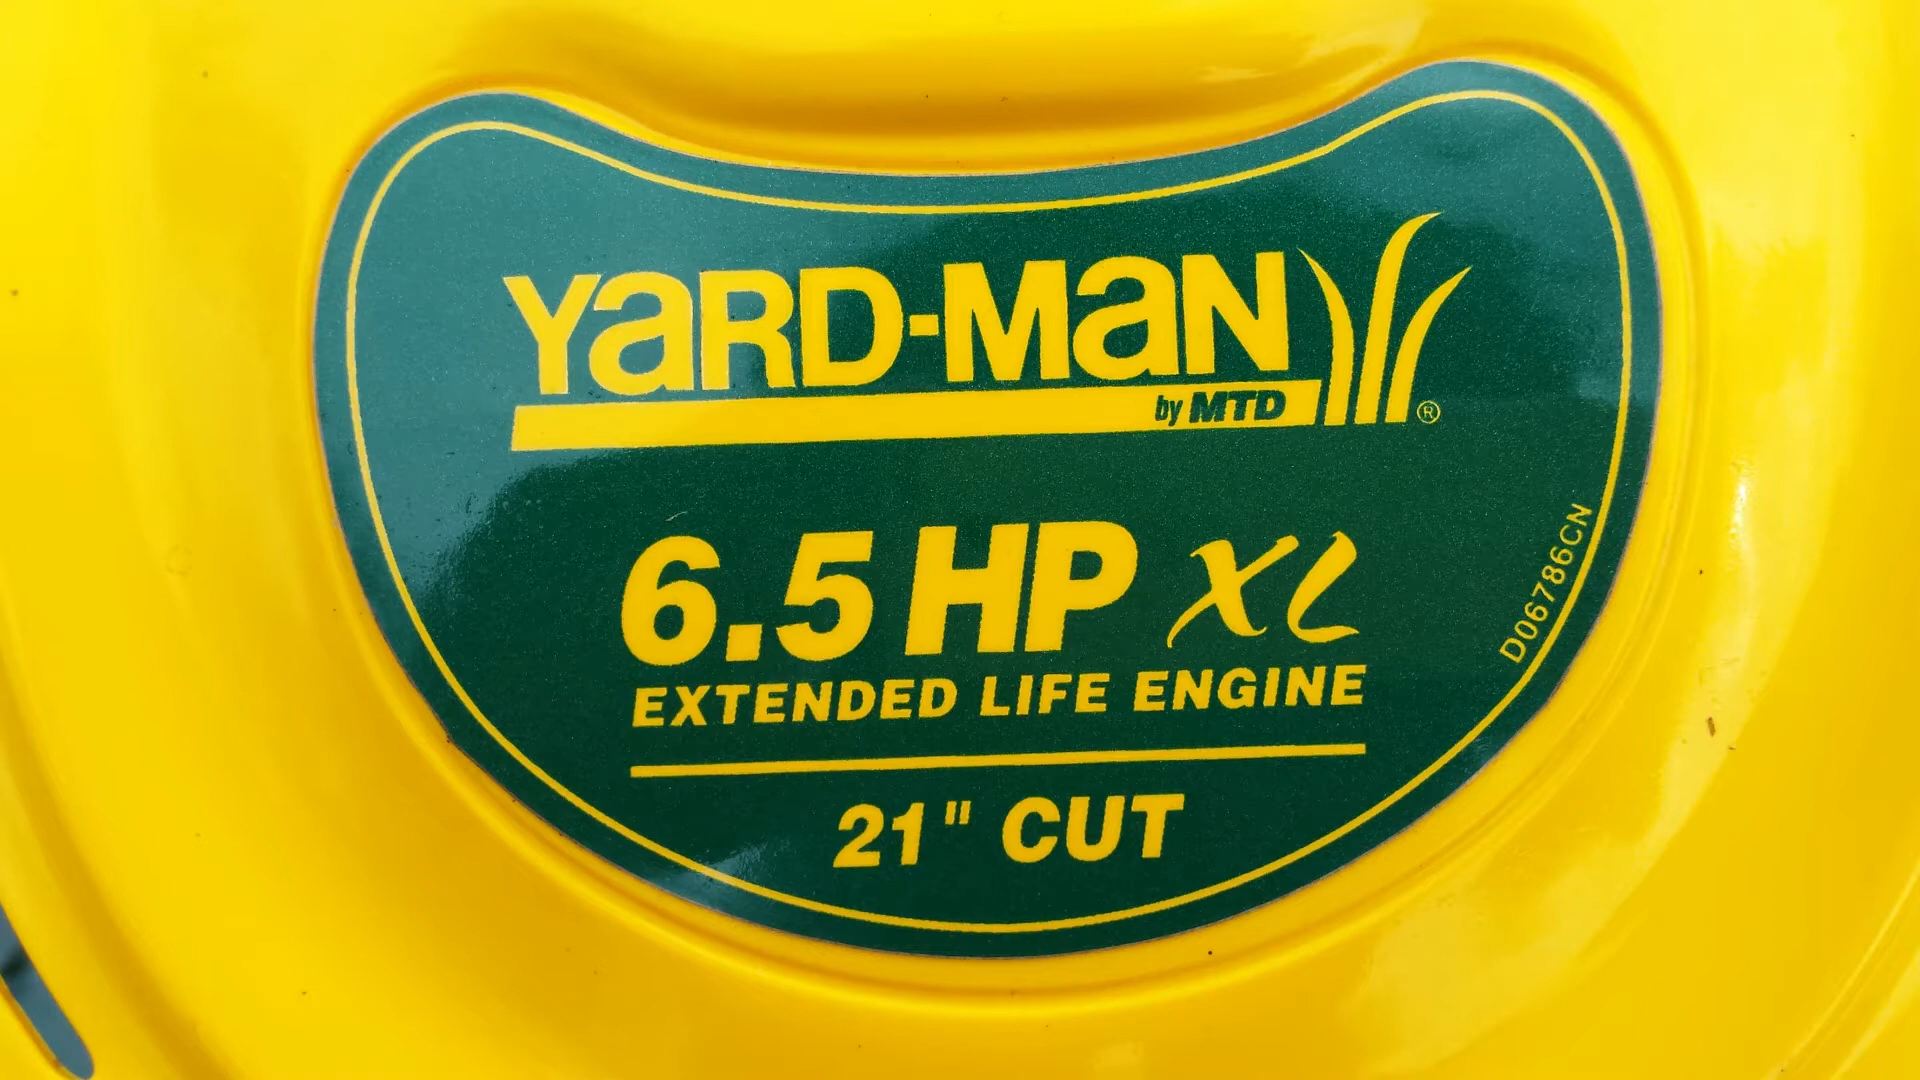 YaRD-MaN
by MTD ®
6.5 HP XL
EXTENDED LIFE ENGINE
21" CUT
D06786CN